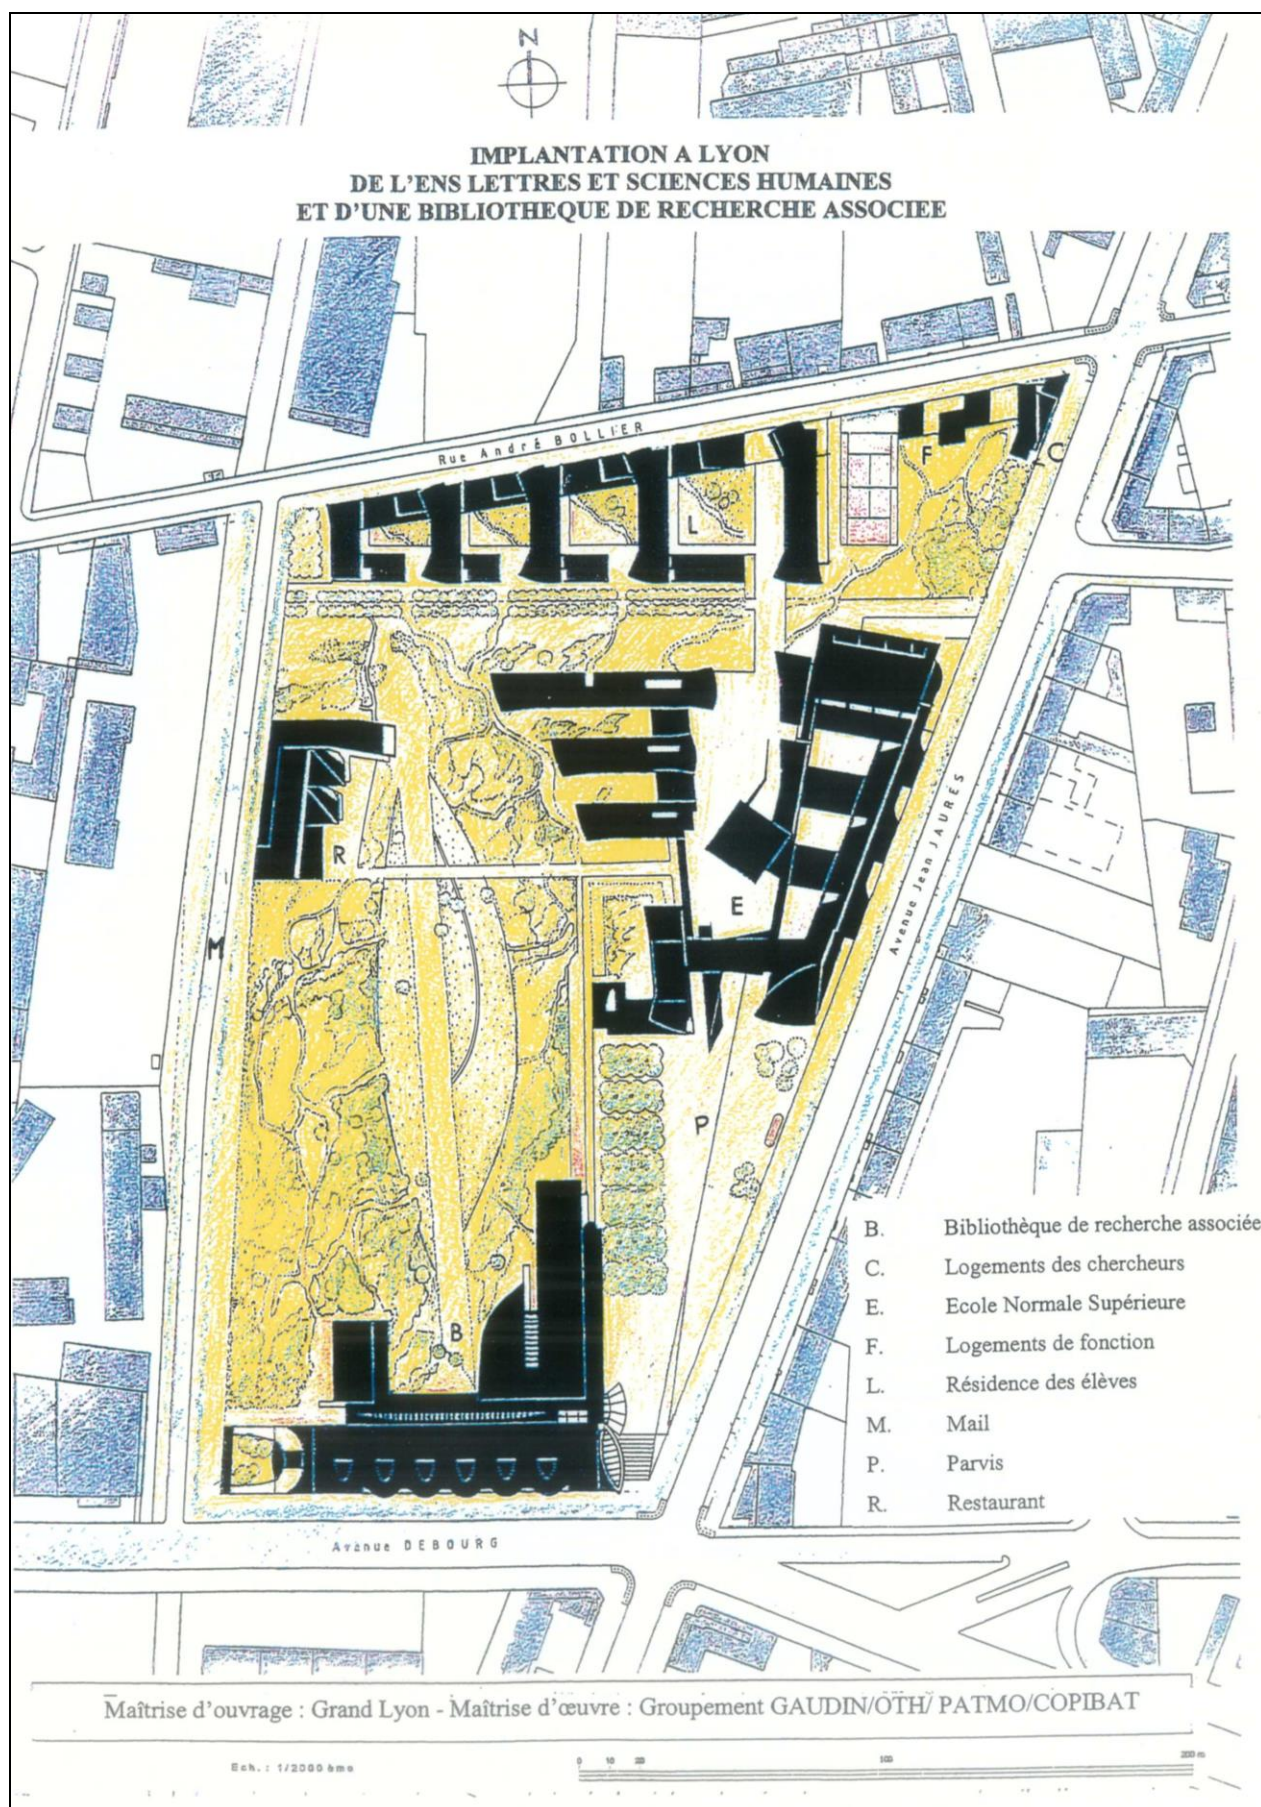 N
IMPLANTATION A LYON
DE L'ENS LETTRES ET SCIENCES HUMAINES
ET D'UNE BIBLIOTHEQUE DE RECHERCHE ASSOCIEE
Rue André BOLLIER
F
C
L
R
E
M
Avenue Jean JAURÈS
P
B
B. Bibliothèque de recherche associée
C. Logements des chercheurs
E. Ecole Normale Supérieure
F. Logements de fonction
L. Résidence des élèves
M. Mail
P. Parvis
R. Restaurant
Avenue DEBOURG
Maîtrise d'ouvrage : Grand Lyon - Maîtrise d'œuvre : Groupement GAUDIN/OTH/ PATMO/COPIBAT
Ech. : 1/2000 ème
0 10 20 100 200 m